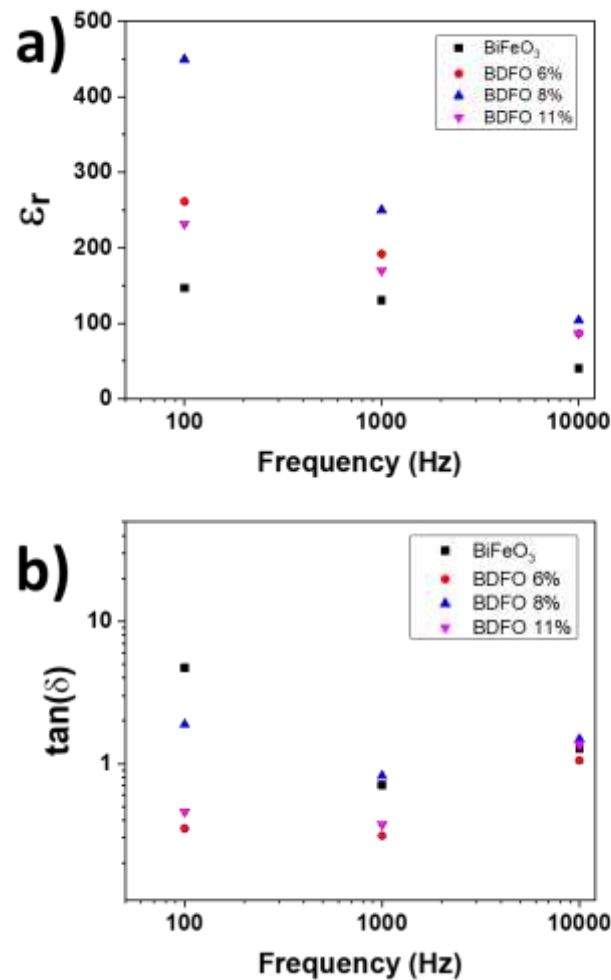 a)
500
400
300
200
100
0
εr
BiFeO3
BDFO 6%
BDFO 8%
BDFO 11%
100
1000
10000
Frequency (Hz)
b)
10
1
tan(δ)
BiFeO3
BDFO 6%
BDFO 8%
BDFO 11%
100
1000
10000
Frequency (Hz)